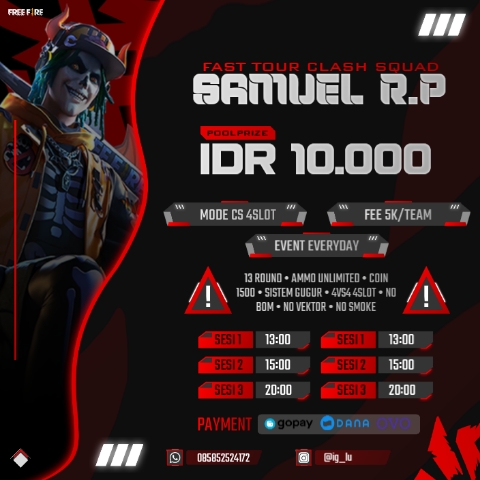 FREE FIRE
FAST TOUR CLASH SQUAD
SAMUEL R.P
POOLPRIZE
IDR 10.000
MODE CS 4SLOT
FEE 5K/TEAM
EVENT EVERYDAY
13 ROUND • AMMO UNLIMITED • COIN
1500 • SISTEM GUGUR • 4VS4 4SLOT • NO
BOM • NO VEKTOR • NO SMOKE
SESI 1 13:00 SESI 1 13:00
SESI 2 15:00 SESI 2 15:00
SESI 3 20:00 SESI 3 20:00
PAYMENT gopay DANA OVO
085852524172 @ig_lu